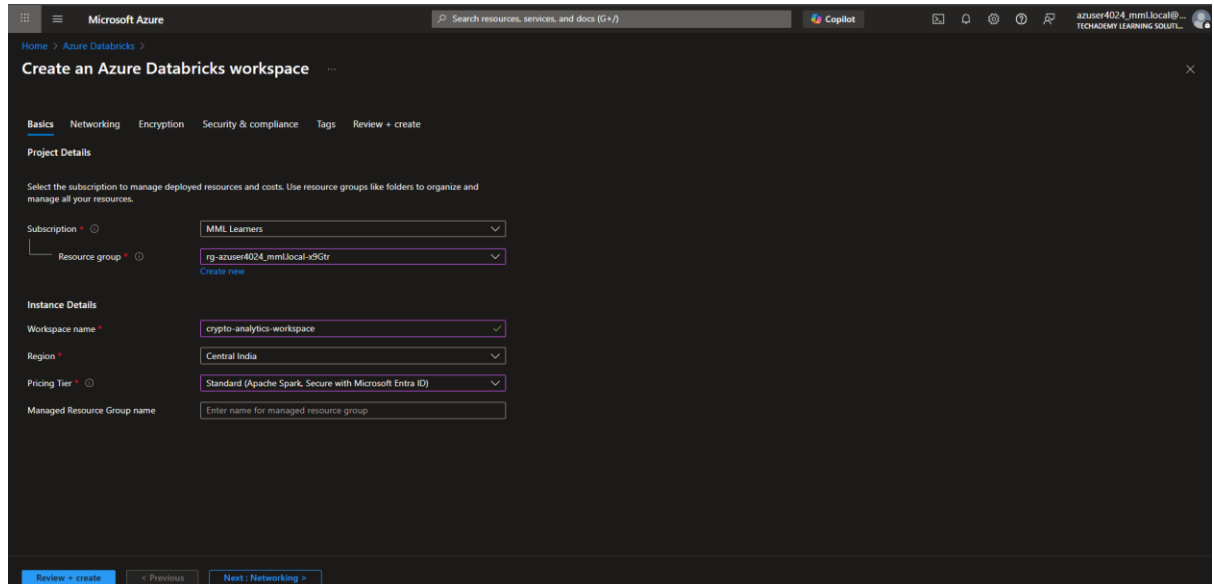 Microsoft Azure
Search resources, services, and docs (G+/)
Copilot
azuser4024_mml.local@...
TECHADEMY LEARNING SOLUTI...
Home > Azure Databricks >
Create an Azure Databricks workspace ...
Basics Networking Encryption Security & compliance Tags Review + create
Project Details
Select the subscription to manage deployed resources and costs. Use resource groups like folders to organize and
manage all your resources.
Subscription * MML Learners
Resource group * rg-azuser4024_mml.local-x9Gtr
Create new
Instance Details
Workspace name * crypto-analytics-workspace
Region * Central India
Pricing Tier * Standard (Apache Spark, Secure with Microsoft Entra ID)
Managed Resource Group name Enter name for managed resource group
Review + create < Previous Next : Networking >